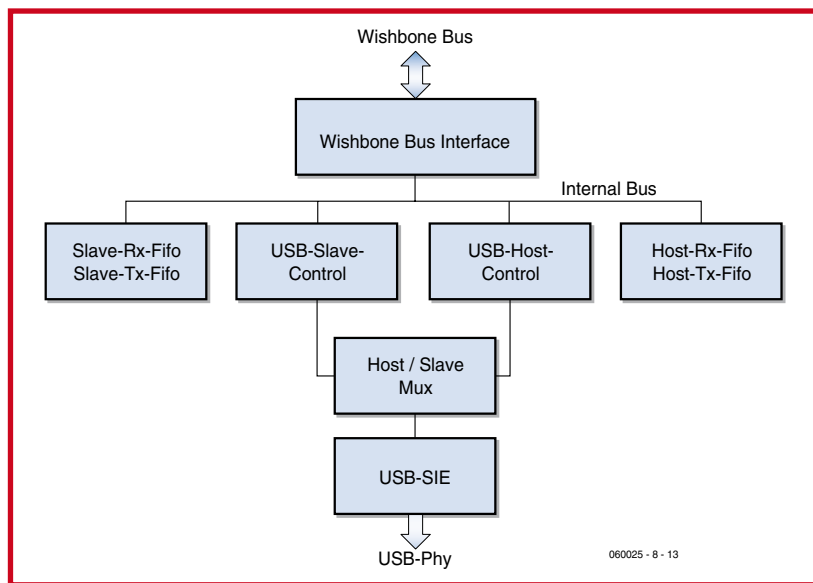 Wishbone Bus
Wishbone Bus Interface
Internal Bus
Slave-Rx-Fifo
Slave-Tx-Fifo
USB-Slave-
Control
USB-Host-
Control
Host-Rx-Fifo
Host-Tx-Fifo
Host / Slave
Mux
USB-SIE
USB-Phy
060025 - 8 - 13